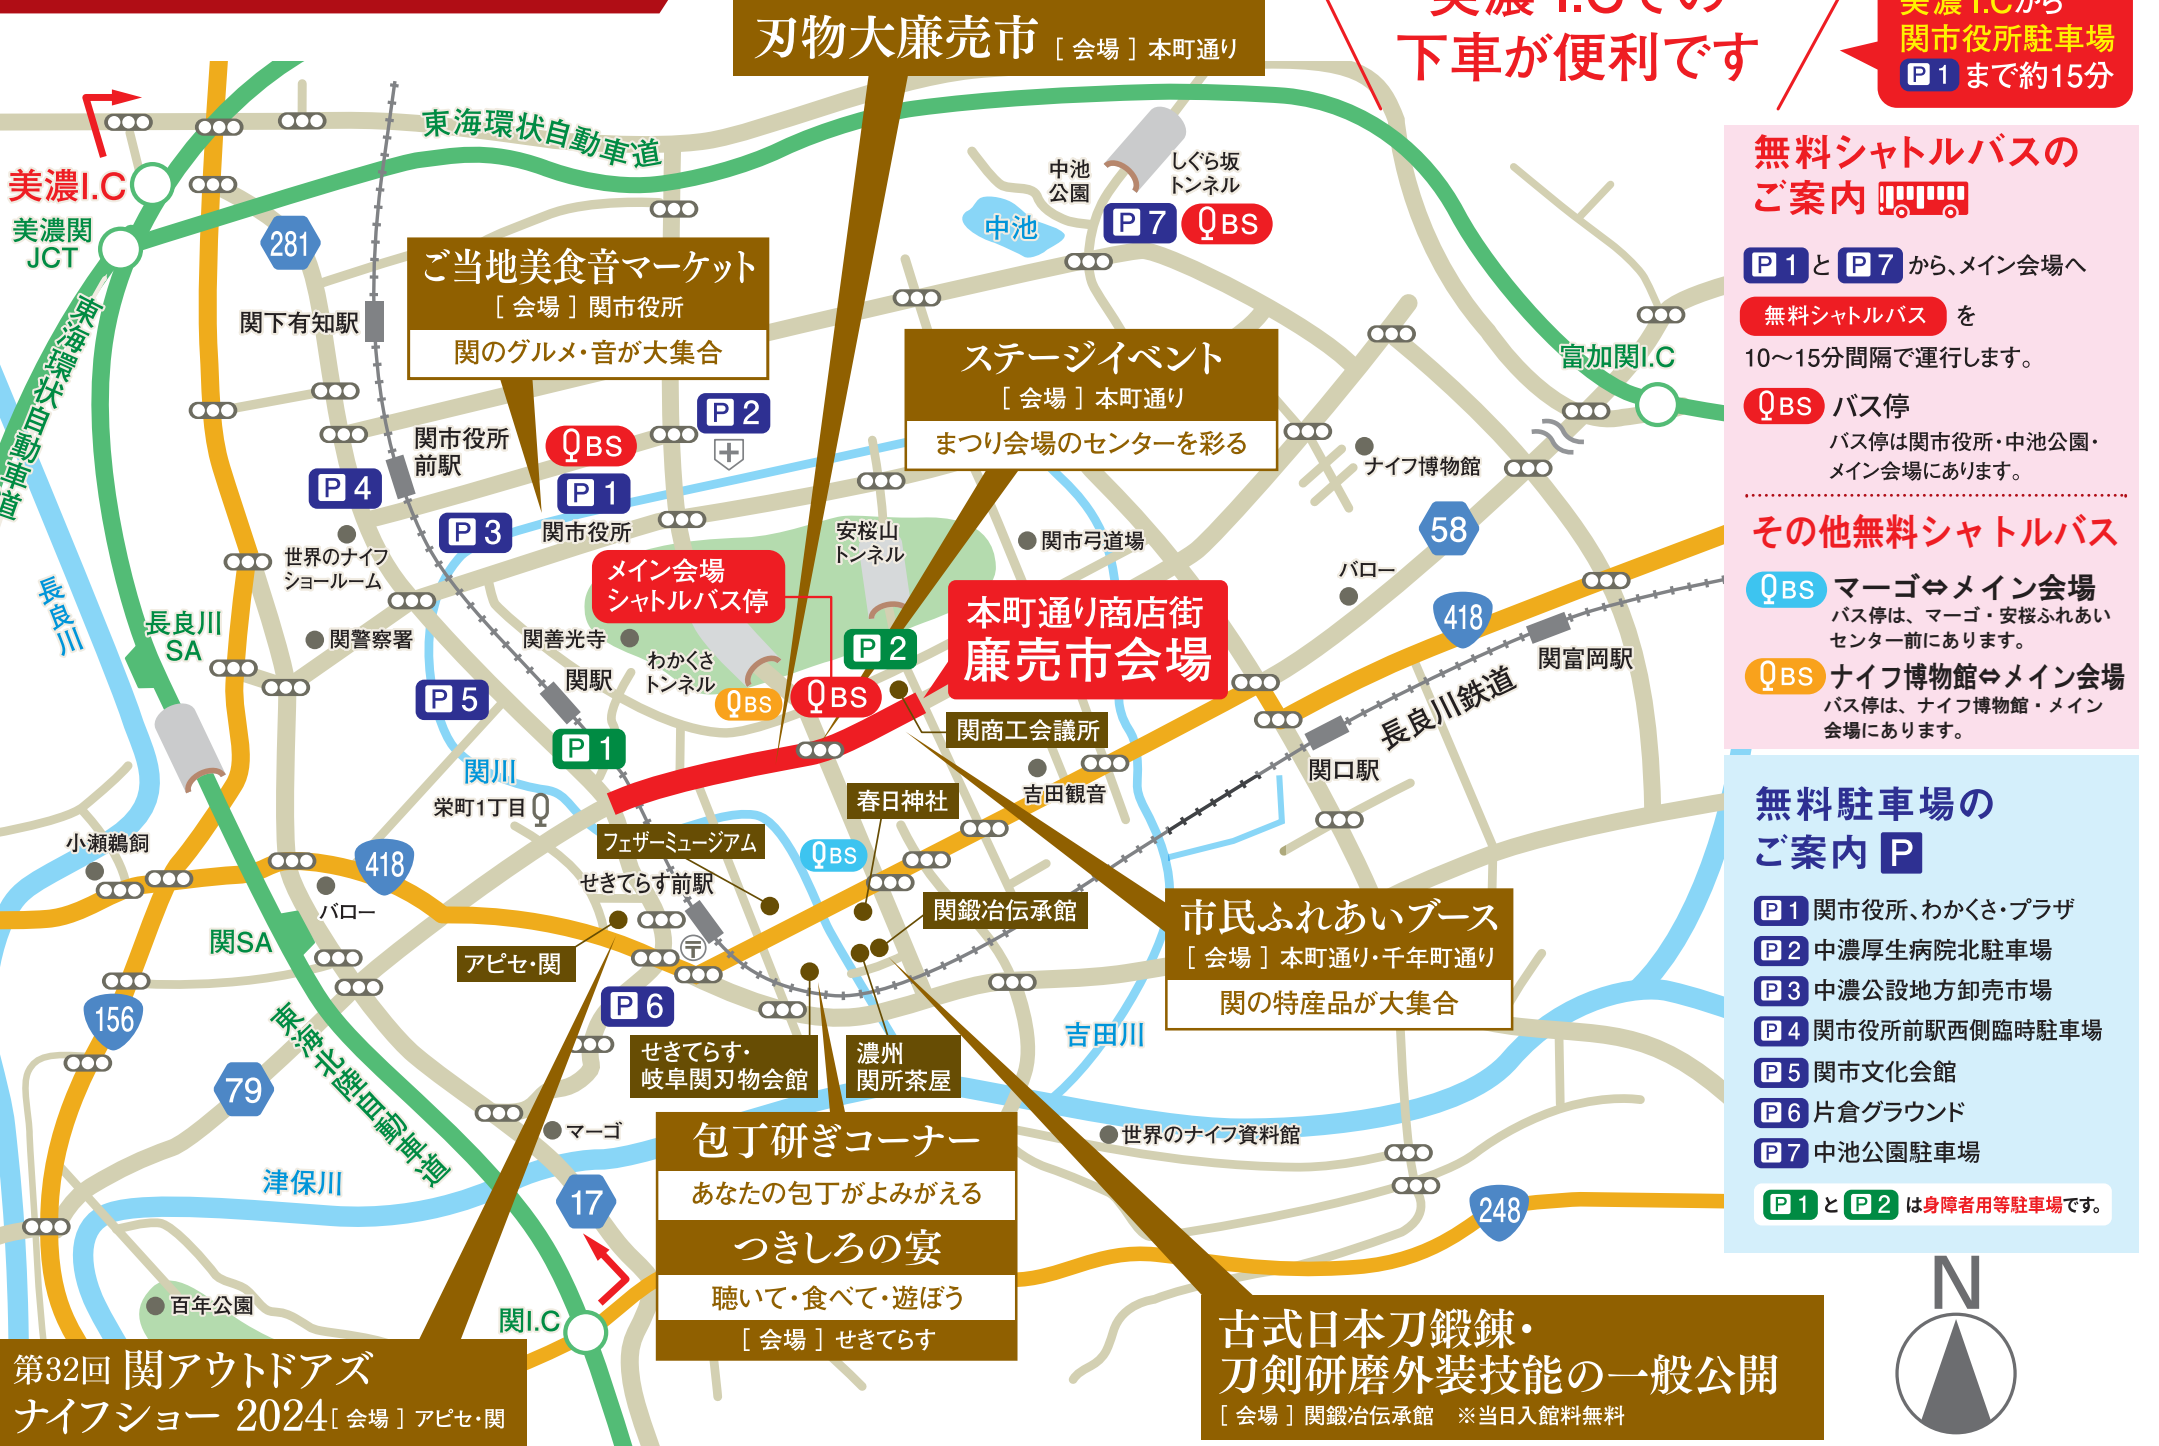 刃物大廉売市 ［ 会場 ］ 本町通り
美濃 I.Cでの
下車が便利です
美濃 I.Cから
関市役所駐車場
P 1 まで約15分
東海環状自動車道
美濃I.C
美濃関
JCT
281
関下有知駅
東海環状自動車道
ご当地美食音マーケット
［ 会場 ］ 関市役所
関のグルメ・音が大集合
中池
公園
しぐら坂
トンネル
P 7
BS
中池
ステージイベント
［ 会場 ］ 本町通り
まつり会場のセンターを彩る
富加関I.C
ナイフ博物館
58
バロー
418
関富岡駅
長良川鉄道
関口駅
関市役所
前駅
BS
P 2
P 1
関市役所
P 4
P 3
世界のナイフ
ショールーム
関警察署
長良川
長良川
SA
安桜山
トンネル
関市弓道場
メイン会場
シャトルバス停
本町通り商店街
廉売市会場
関善光寺
わかくさ
トンネル
P 2
BS
BS
関駅
P 5
P 1
関商工会議所
吉田観音
関川
栄町1丁目
春日神社
フェザーミュージアム
BS
せきてらす前駅
関鍛冶伝承館
小瀬鵜飼
418
バロー
関SA
アピセ・関
〒
P 6
156
79
せきてらす・
岐阜関刃物会館
濃州
関所茶屋
市民ふれあいブース
［ 会場 ］ 本町通り・千年町通り
関の特産品が大集合
吉田川
東海北陸自動車道
マーゴ
世界のナイフ資料館
津保川
17
248
包丁研ぎコーナー
あなたの包丁がよみがえる
つきしろの宴
聴いて・食べて・遊ぼう
［ 会場 ］ せきてらす
百年公園
関I.C
第32回 関アウトドアズ
ナイフショー 2024［ 会場 ］ アピセ・関
古式日本刀鍛錬・
刀剣研磨外装技能の一般公開
［ 会場 ］ 関鍛冶伝承館　※当日入館料無料
無料シャトルバスの
ご案内
P 1 と P 7 から、メイン会場へ
無料シャトルバス を
10〜15分間隔で運行します。
BS バス停
バス停は関市役所・中池公園・
メイン会場にあります。
その他無料シャトルバス
BS マーゴ⇔メイン会場
バス停は、マーゴ・安桜ふれあい
センター前にあります。
BS ナイフ博物館⇔メイン会場
バス停は、ナイフ博物館・メイン
会場にあります。
無料駐車場の
ご案内 P
P 1 関市役所、わかくさ・プラザ
P 2 中濃厚生病院北駐車場
P 3 中濃公設地方卸売市場
P 4 関市役所前駅西側臨時駐車場
P 5 関市文化会館
P 6 片倉グラウンド
P 7 中池公園駐車場
P 1 と P 2 は身障者用等駐車場です。
N